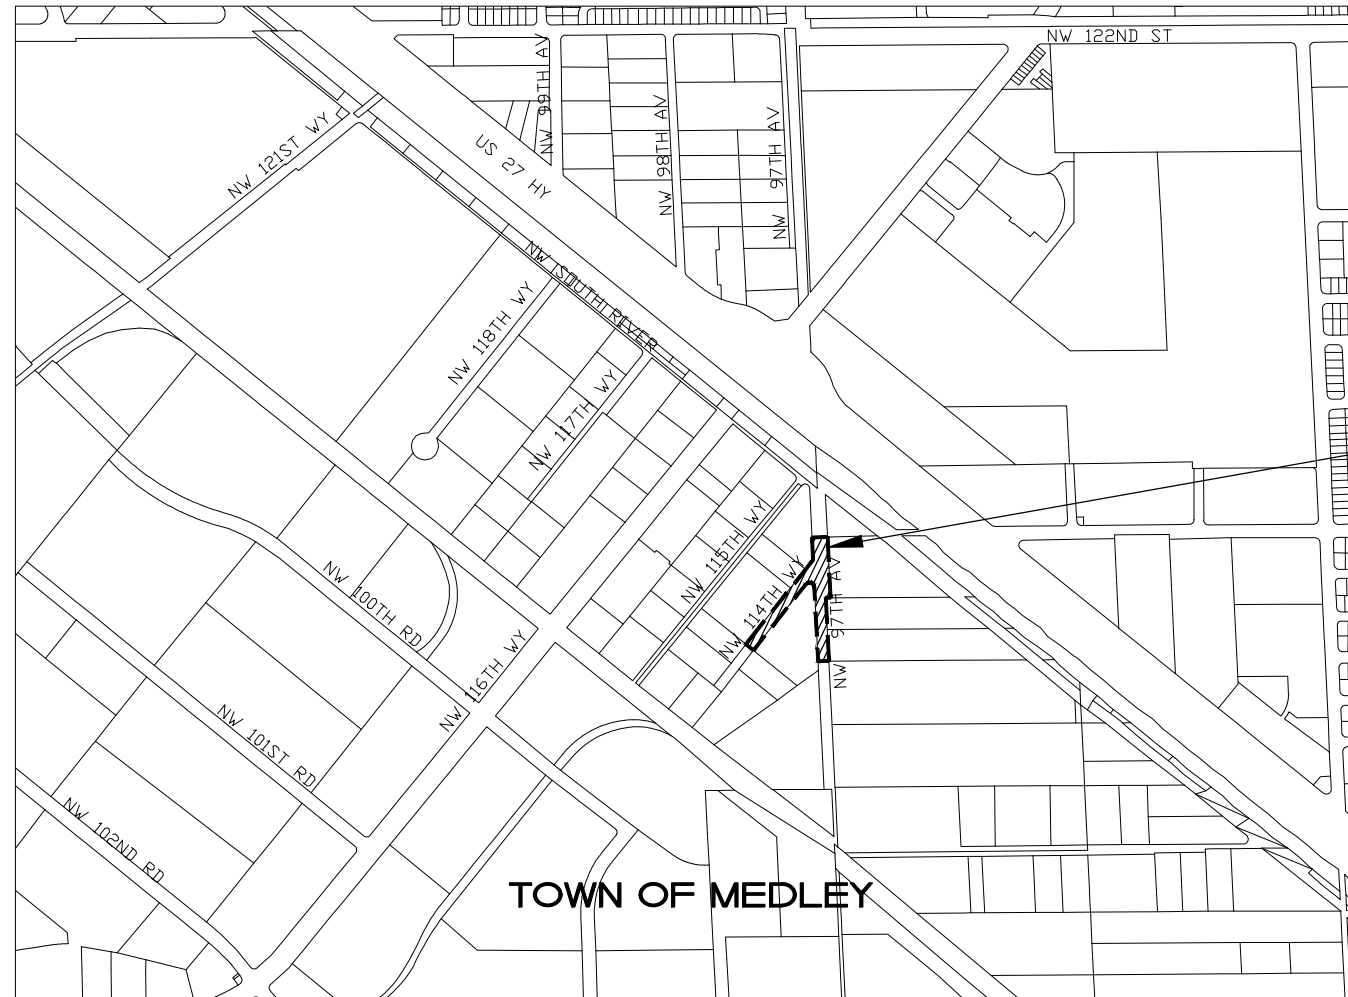 NW 122ND ST
NW 99TH AV
NW 98TH AV
NW 97TH AV
NW 121ST WY
US 27 HY
NW SOUTH RIVER
NW 118TH WY
NW 117TH WY
NW 115TH WY
NW 114TH WY
NW 97TH AV
NW 100TH RD
NW 116TH WY
NW 101ST RD
NW 102ND RD
TOWN OF MEDLEY